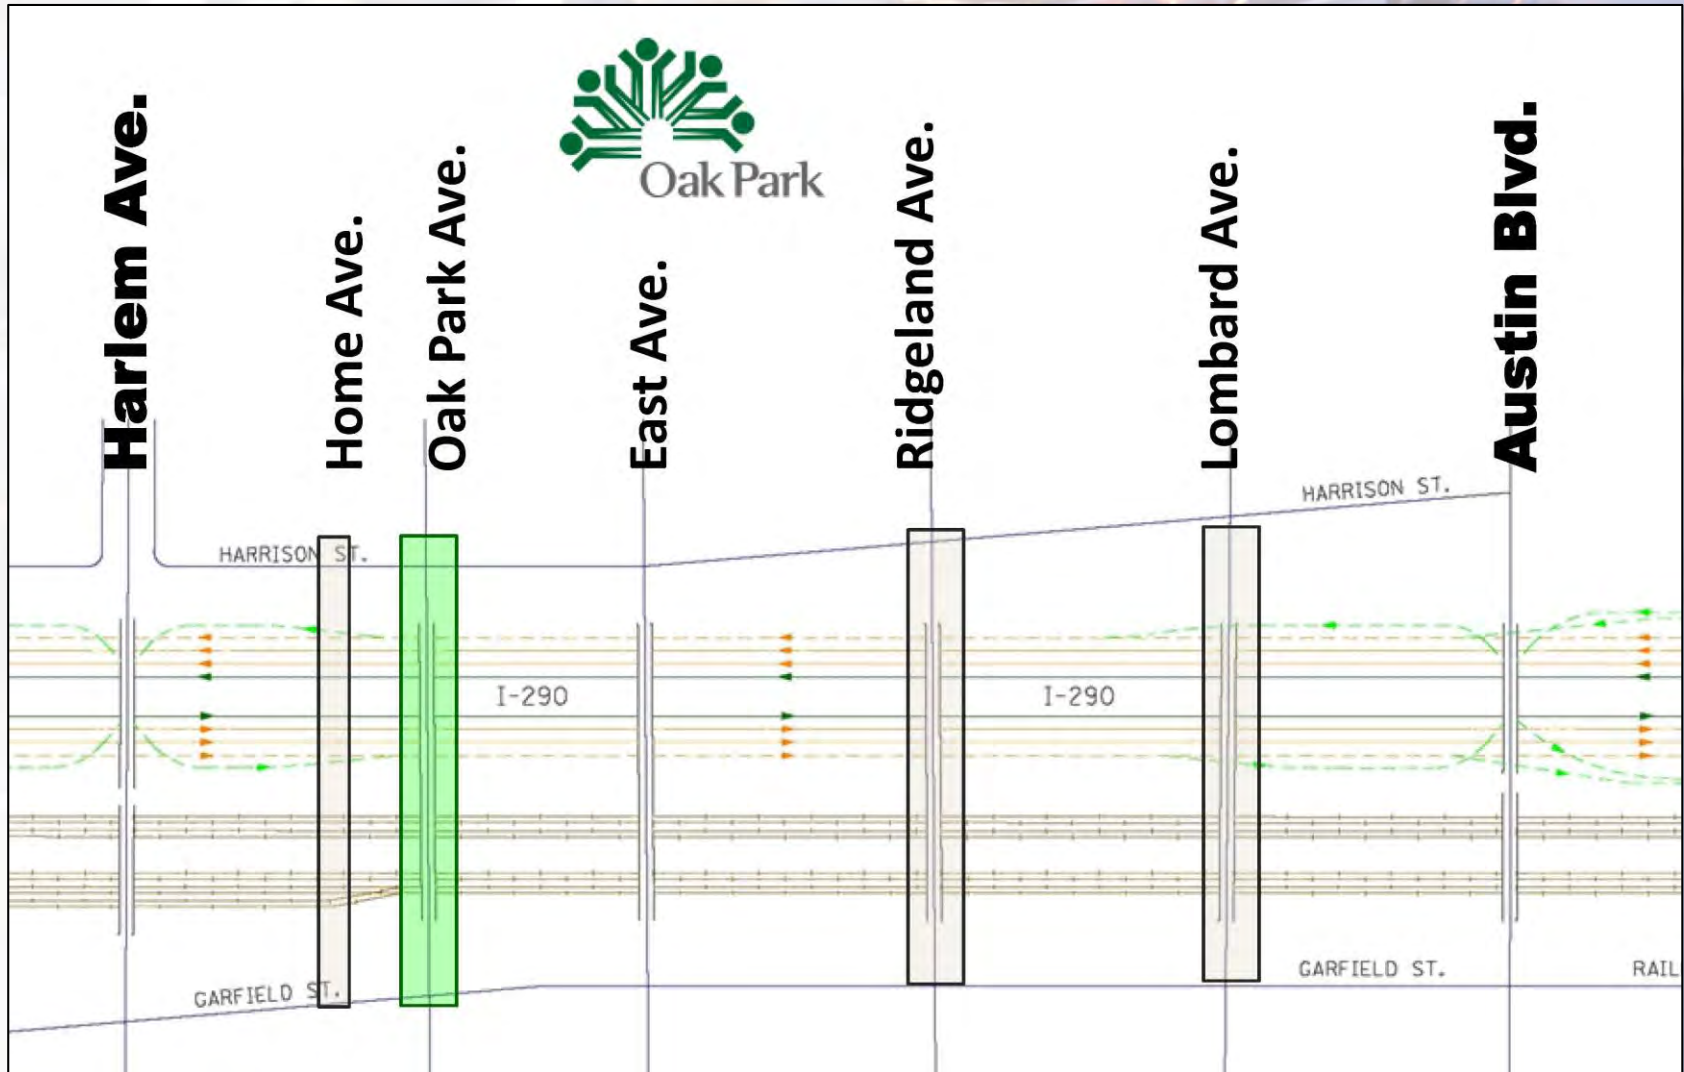 Oak Park
Harlem Ave.
Home Ave.
Oak Park Ave.
East Ave.
Ridgeland Ave.
Lombard Ave.
Austin Blvd.
HARRISON ST.
HARRISON ST.
I-290
I-290
GARFIELD ST.
GARFIELD ST.
RAIL